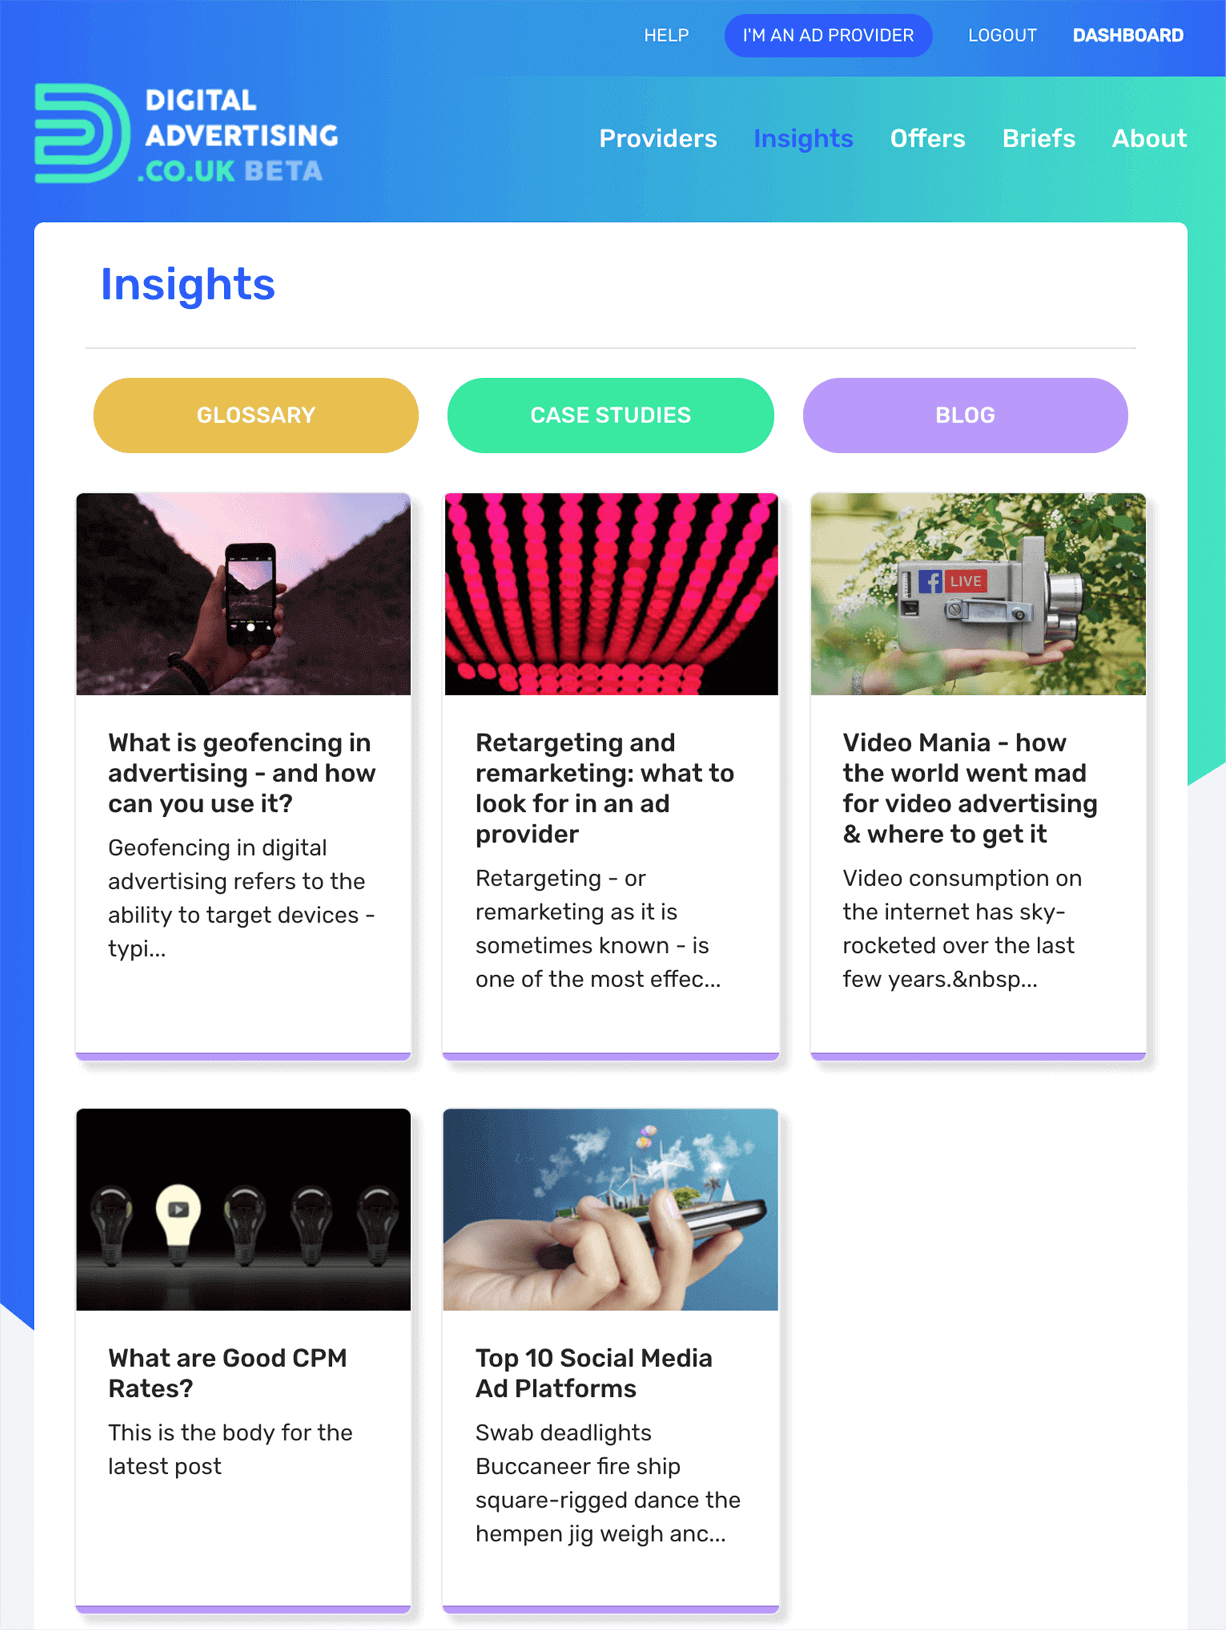 HELP
I'M AN AD PROVIDER
LOGOUT
DASHBOARD
DIGITAL
ADVERTISING
.CO.UK BETA
Providers
Insights
Offers
Briefs
About
Insights
GLOSSARY
CASE STUDIES
BLOG
What is geofencing in
advertising - and how
can you use it?
Geofencing in digital
advertising refers to the
ability to target devices -
typi...
Retargeting and
remarketing: what to
look for in an ad
provider
Retargeting - or
remarketing as it is
sometimes known - is
one of the most effec...
f LIVE
Video Mania - how
the world went mad
for video advertising
& where to get it
Video consumption on
the internet has sky-
rocketed over the last
few years.&nbsp...
What are Good CPM
Rates?
This is the body for the
latest post
Top 10 Social Media
Ad Platforms
Swab deadlights
Buccaneer fire ship
square-rigged dance the
hempen jig weigh anc...